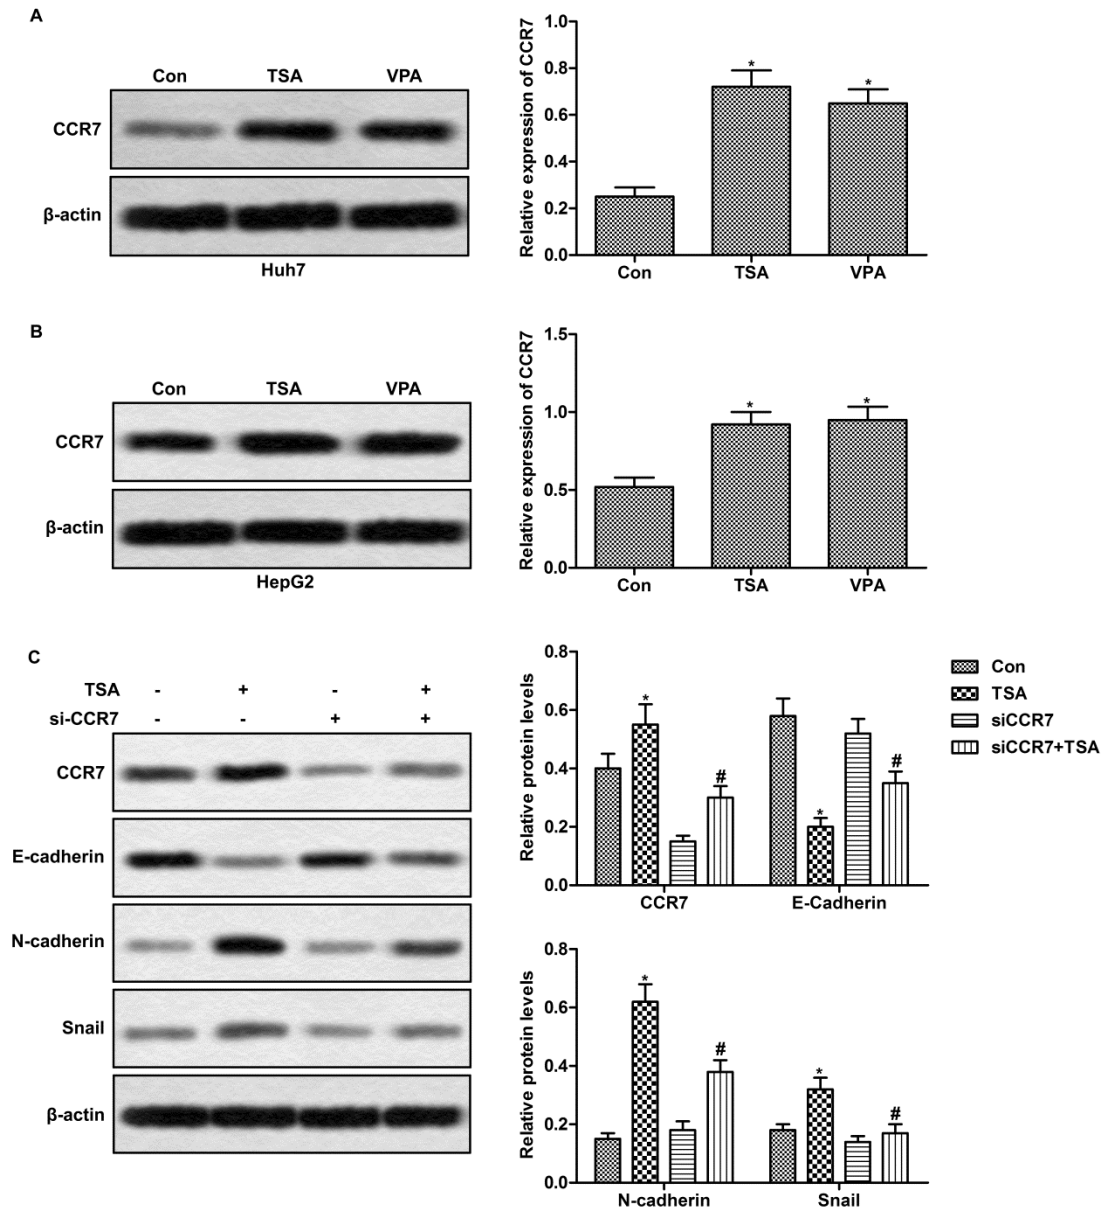 A
Con TSA VPA
CCR7
β-actin
Huh7
Relative expression of CCR7
1.0
0.8
0.6
0.4
0.2
0.0
* *
Con TSA VPA
B
Con TSA VPA
CCR7
β-actin
HepG2
Relative expression of CCR7
1.5
1.0
0.5
0.0
* *
Con TSA VPA
C
TSA - + - +
si-CCR7 - - + +
CCR7
E-cadherin
N-cadherin
Snail
β-actin
Relative protein levels
0.8
0.6
0.4
0.2
0.0
* # * #
CCR7 E-Cadherin
Con
TSA
siCCR7
siCCR7+TSA
Relative protein levels
0.8
0.6
0.4
0.2
0.0
* # * #
N-cadherin Snail